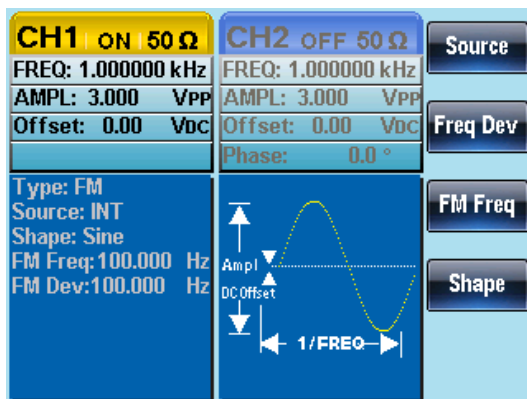 CH1 ON 50 Ω
FREQ: 1.000000 kHz
AMPL: 3.000 VPP
Offset: 0.00 VDC
CH2 OFF 50 Ω
FREQ: 1.000000 kHz
AMPL: 3.000 VPP
Offset: 0.00 VDC
Phase: 0.0 °
Type: FM
Source: INT
Shape: Sine
FM Freq:100.000 Hz
FM Dev:100.000 Hz
Ampl
DC Offset
1/FREQ
Source
Freq Dev
FM Freq
Shape